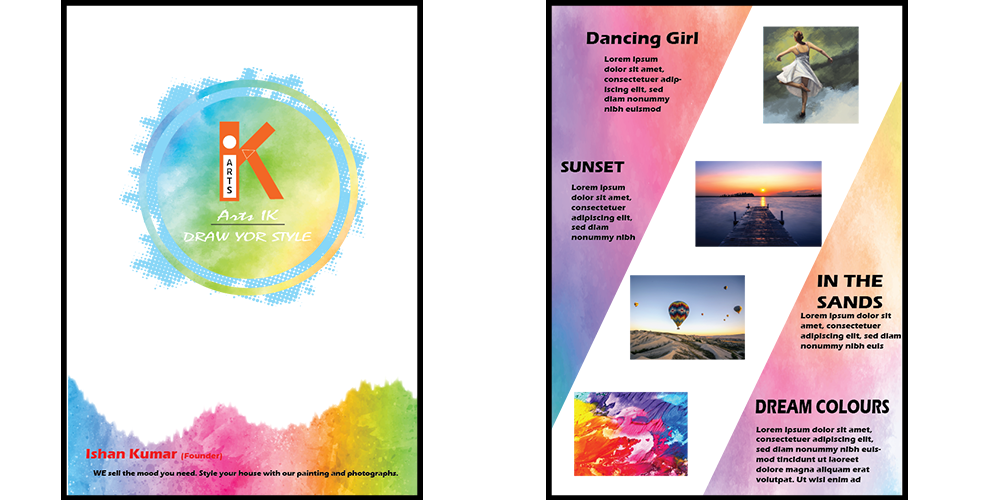 iK
ARTS
Arts IK
DRAW YOR STYLE
Ishan Kumar (Founder)
WE sell the mood you need. Style your house with our painting and photographs.
Dancing Girl
Lorem ipsum
dolor sit amet,
consectetuer adip-
iscing elit, sed
diam nonummy
nibh euismod
SUNSET
Lorem ipsum
dolor sit amet,
consectetuer
adipiscing elit,
sed diam
nonummy nibh
IN THE
SANDS
Lorem ipsum dolor sit
amet, consectetuer
adipiscing elit, sed diam
nonummy nibh euis
DREAM COLOURS
Lorem ipsum dolor sit amet,
consectetuer adipiscing elit,
sed diam nonummy nibh euis-
mod tincidunt ut laoreet
dolore magna aliquam erat
volutpat. Ut wisi enim ad